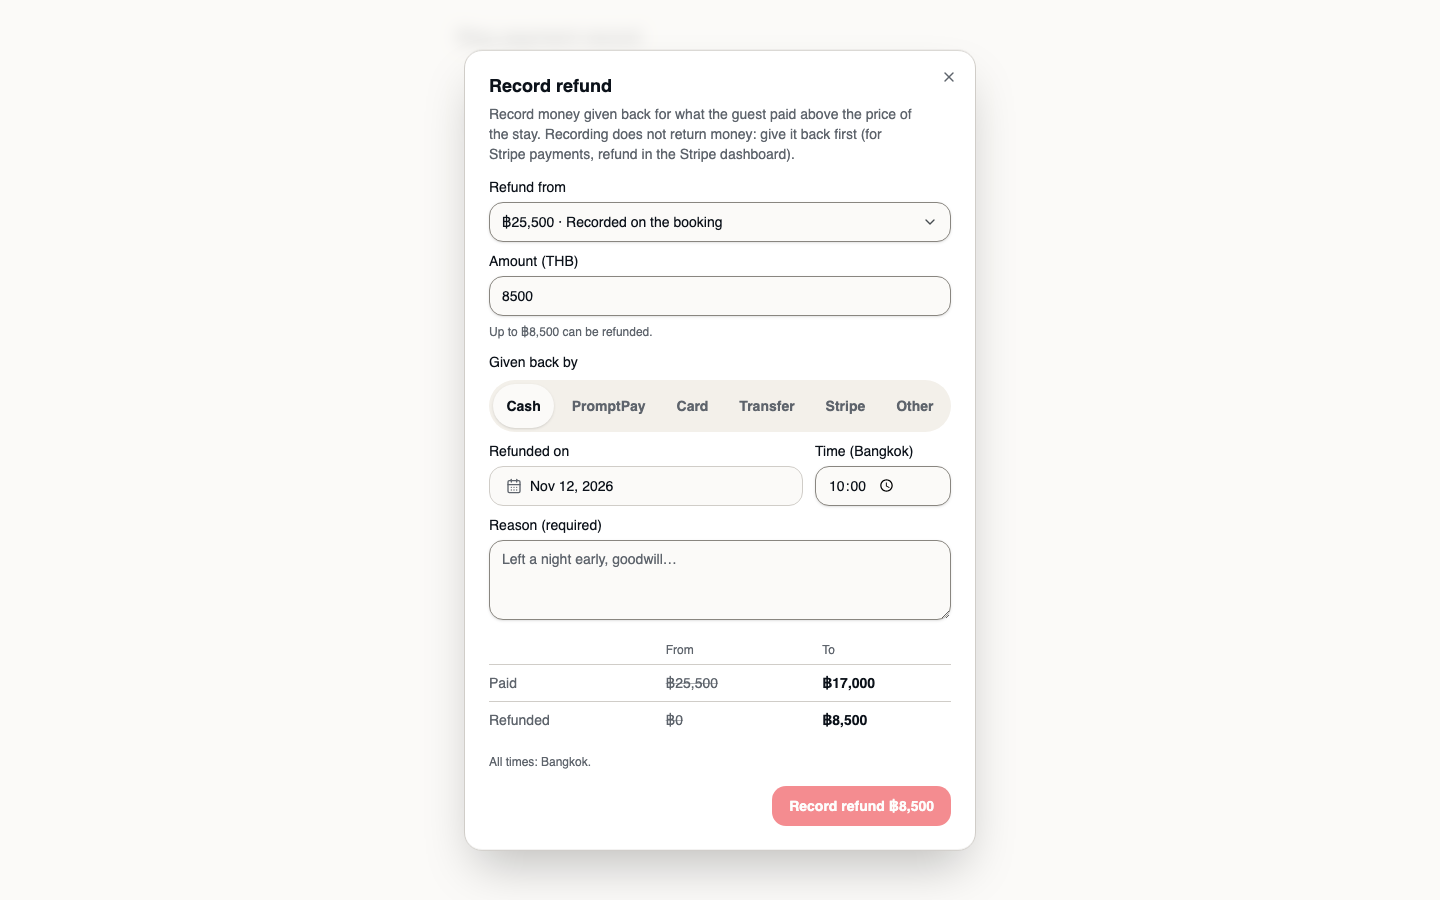 Record refund
Record money given back for what the guest paid above the price of
the stay. Recording does not return money: give it back first (for
Stripe payments, refund in the Stripe dashboard).
Refund from
฿25,500 · Recorded on the booking
Amount (THB)
8500
Up to ฿8,500 can be refunded.
Given back by
Cash PromptPay Card Transfer Stripe Other
Refunded on Time (Bangkok)
Nov 12, 2026 10:00
Reason (required)
Left a night early, goodwill…
From To
Paid ฿25,500 ฿17,000
Refunded ฿0 ฿8,500
All times: Bangkok.
Record refund ฿8,500